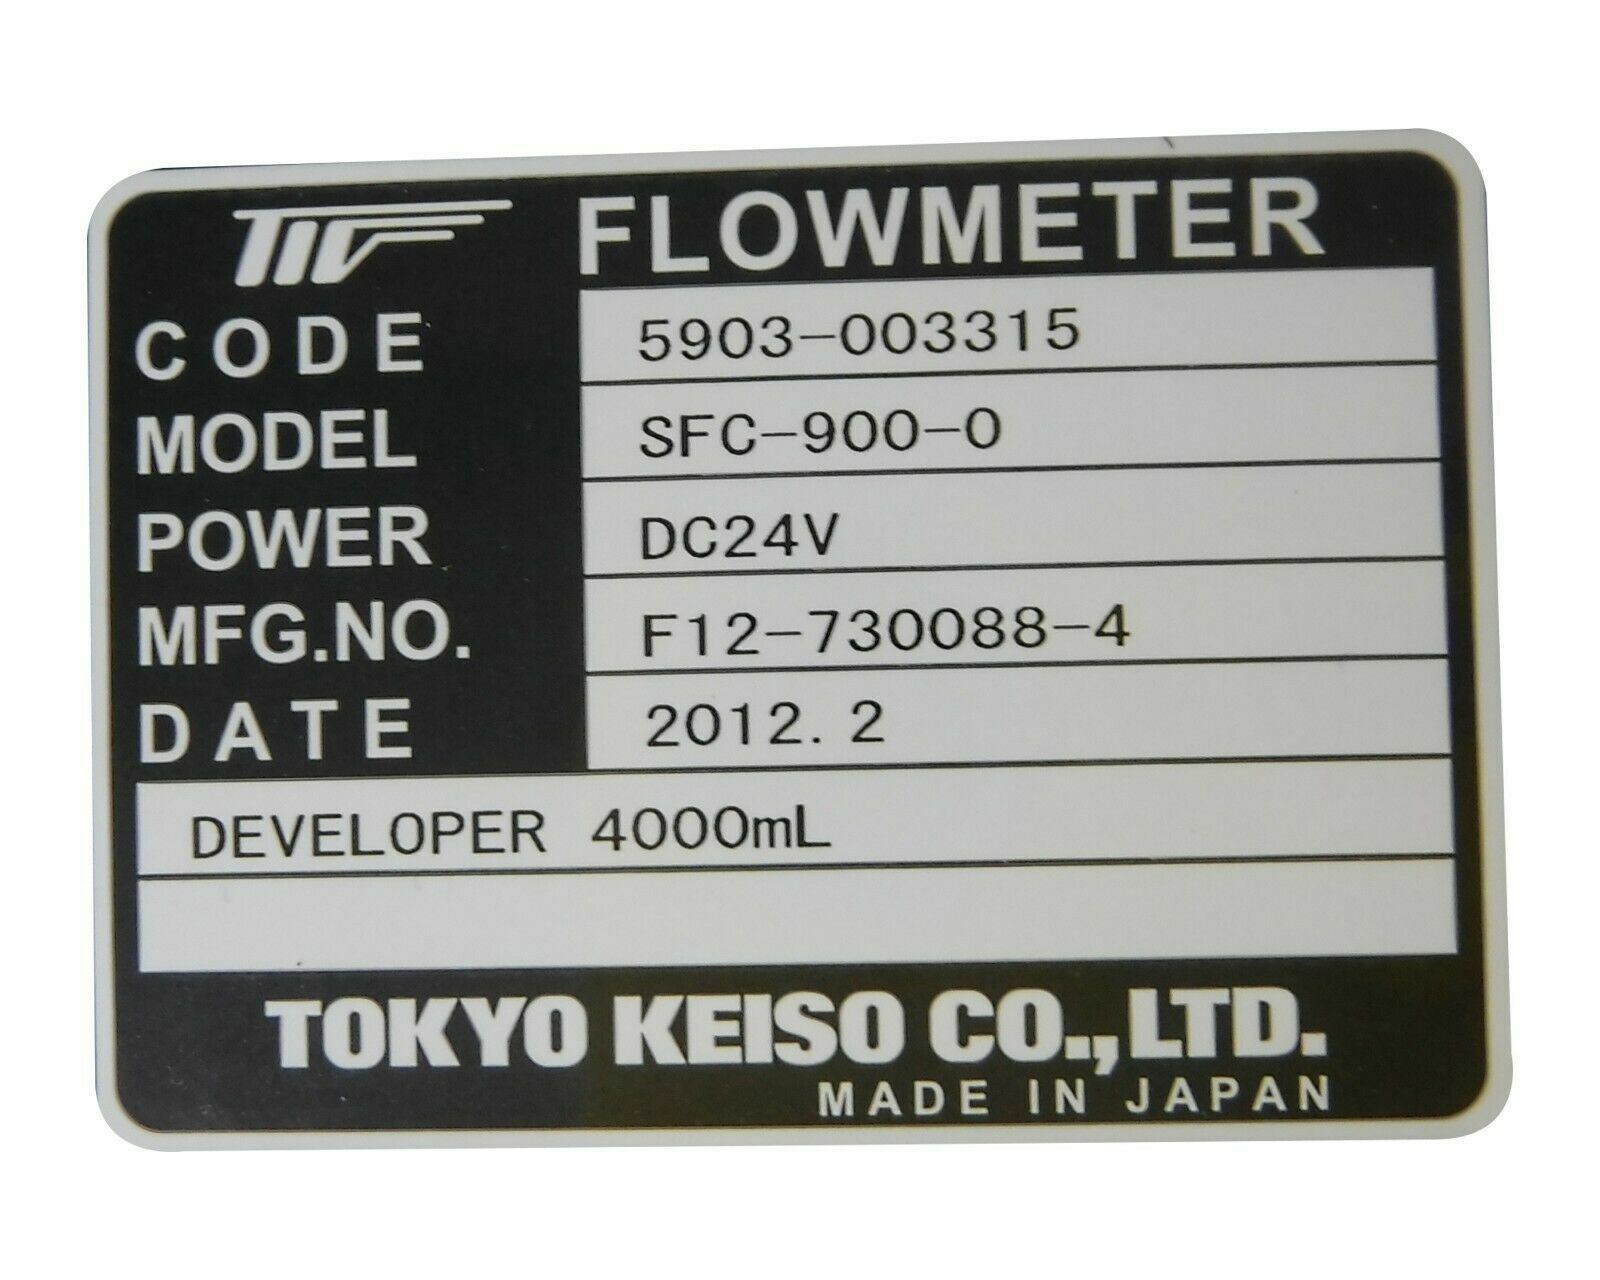 FLOWMETER
CODE 5903-003315
MODEL SFC-900-0
POWER DC24V
MFG.NO. F12-730088-4
DATE 2012. 2
DEVELOPER 4000mL
TOKYO KEISO CO.,LTD.
MADE IN JAPAN